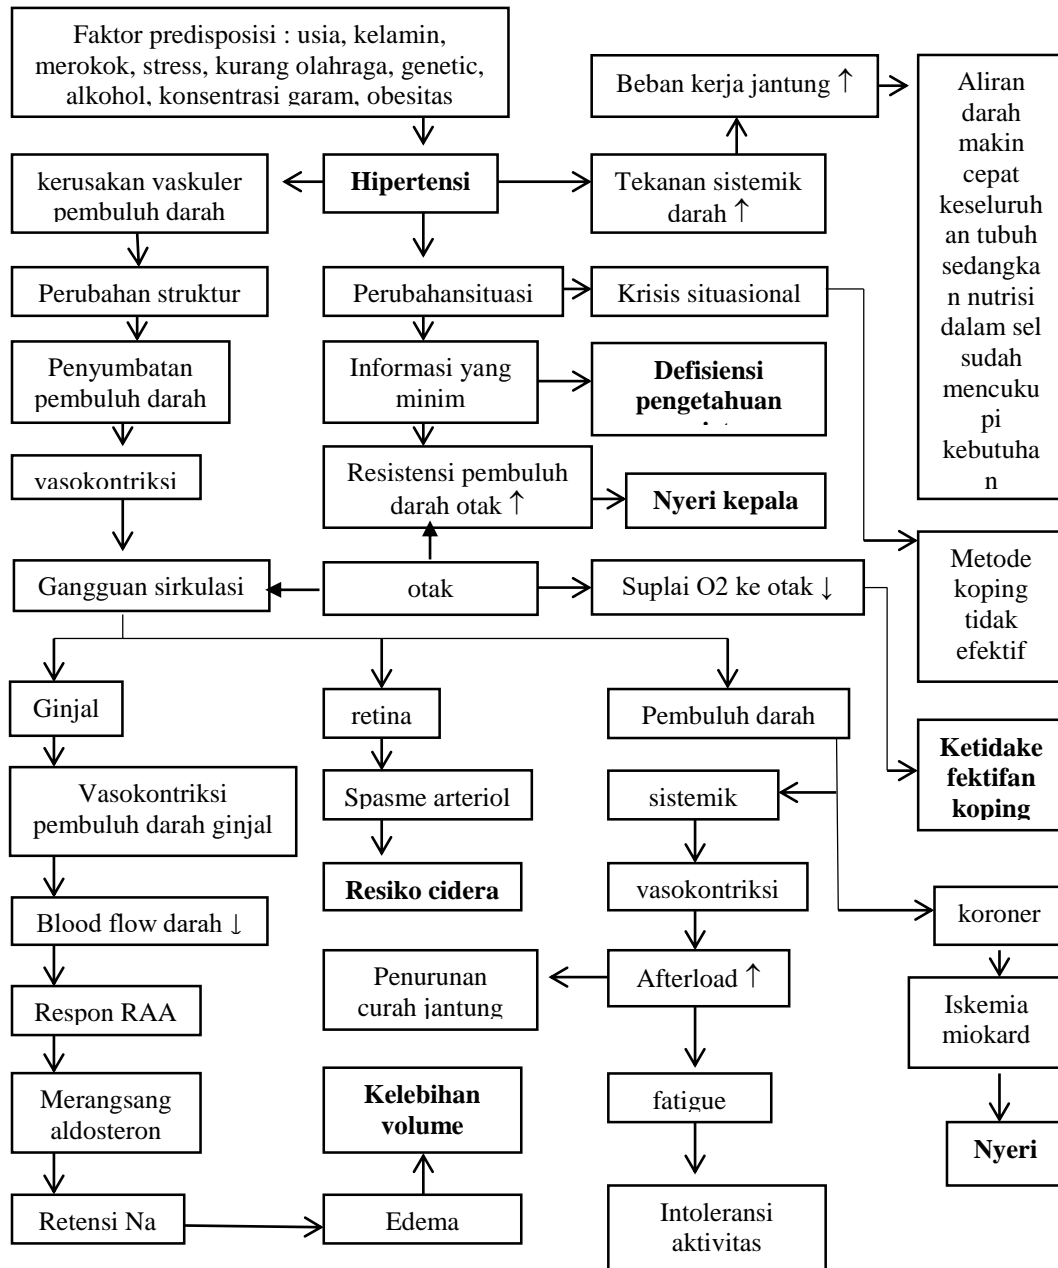 Faktor predisposisi : usia, kelamin,
merokok, stress, kurang olahraga, genetic,
alkohol, konsentrasi garam, obesitas
Beban kerja jantung ↑
Aliran
darah
makin
cepat
keseluruh
an tubuh
sedangka
n nutrisi
dalam sel
sudah
mencuku
pi
kebutuha
n
kerusakan vaskuler
pembuluh darah
Hipertensi
Tekanan sistemik
darah ↑
Perubahan struktur
Perubahansituasi
Krisis situasional
Penyumbatan
pembuluh darah
Informasi yang
minim
Defisiensi
pengetahuan
vasokontriksi
Resistensi pembuluh
darah otak ↑
Nyeri kepala
Gangguan sirkulasi
otak
Suplai O2 ke otak ↓
Metode
koping
tidak
efektif
Ginjal
retina
Pembuluh darah
Ketidake
fektifan
koping
Vasokontriksi
pembuluh darah ginjal
Spasme arteriol
sistemik
Resiko cidera
vasokontriksi
koroner
Blood flow darah ↓
Penurunan
curah jantung
Afterload ↑
Iskemia
miokard
Respon RAA
Merangsang
aldosteron
Kelebihan
volume
fatigue
Nyeri
Retensi Na
Edema
Intoleransi
aktivitas